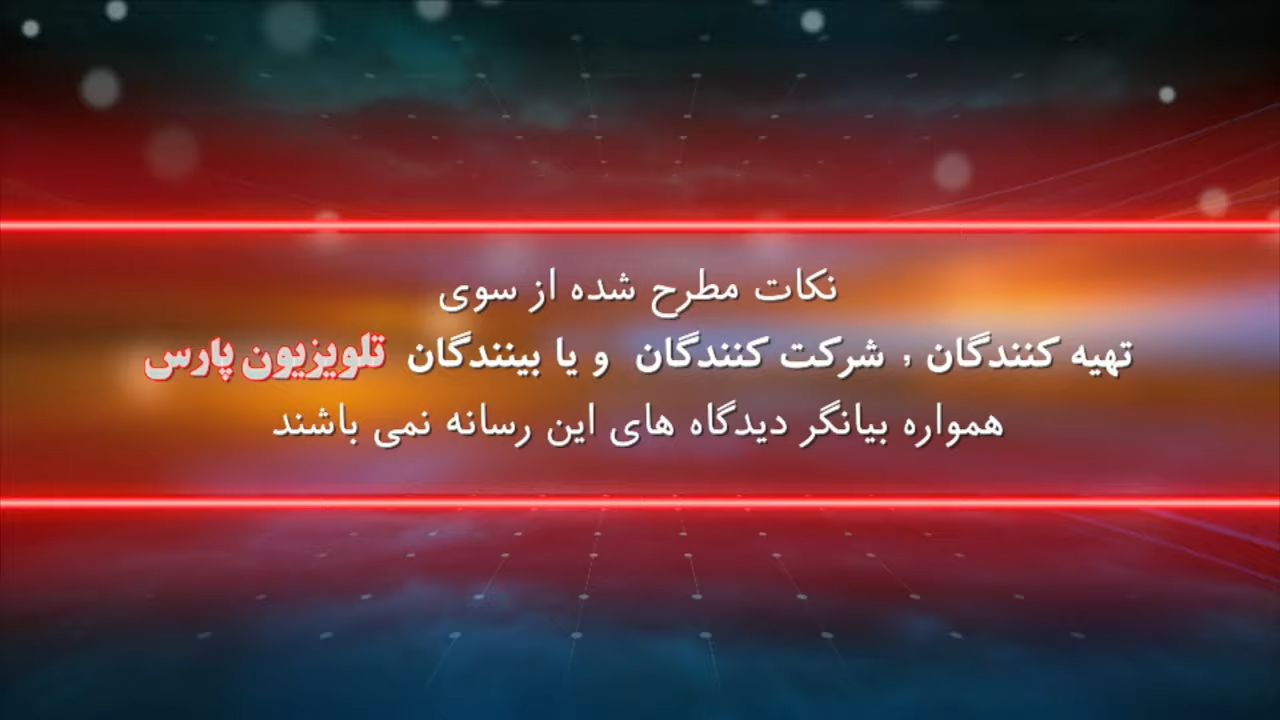 نکات مطرح شده از سوی
تهیه کنندگان , شرکت کنندگان و یا بینندگان تلویزیون پارس
همواره بیانگر دیدگاه های این رسانه نمی باشند